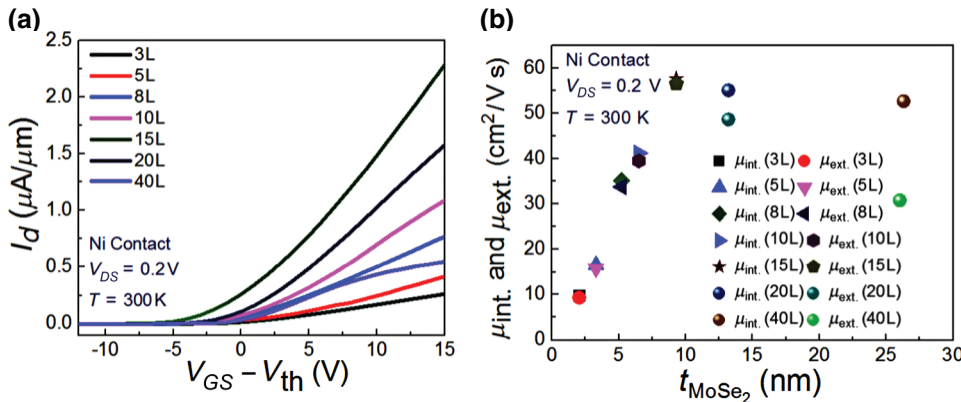 (a)
2.5
2.0
1.5
1.0
0.5
0.0
I_d (μA/μm)
3L
5L
8L
10L
15L
20L
40L
Ni Contact
V_DS = 0.2V
T = 300K
-10 -5 0 5 10 15
V_GS – V_th (V)
(b)
60
50
40
30
20
10
0
μ_int. and μ_ext. (cm²/V s)
Ni Contact
V_DS = 0.2 V
T = 300 K
μ_int. (3L) μ_ext. (3L)
μ_int. (5L) μ_ext. (5L)
μ_int. (8L) μ_ext. (8L)
μ_int. (10L) μ_ext. (10L)
μ_int. (15L) μ_ext. (15L)
μ_int. (20L) μ_ext. (20L)
μ_int. (40L) μ_ext. (40L)
0 5 10 15 20 25 30
t_MoSe₂ (nm)